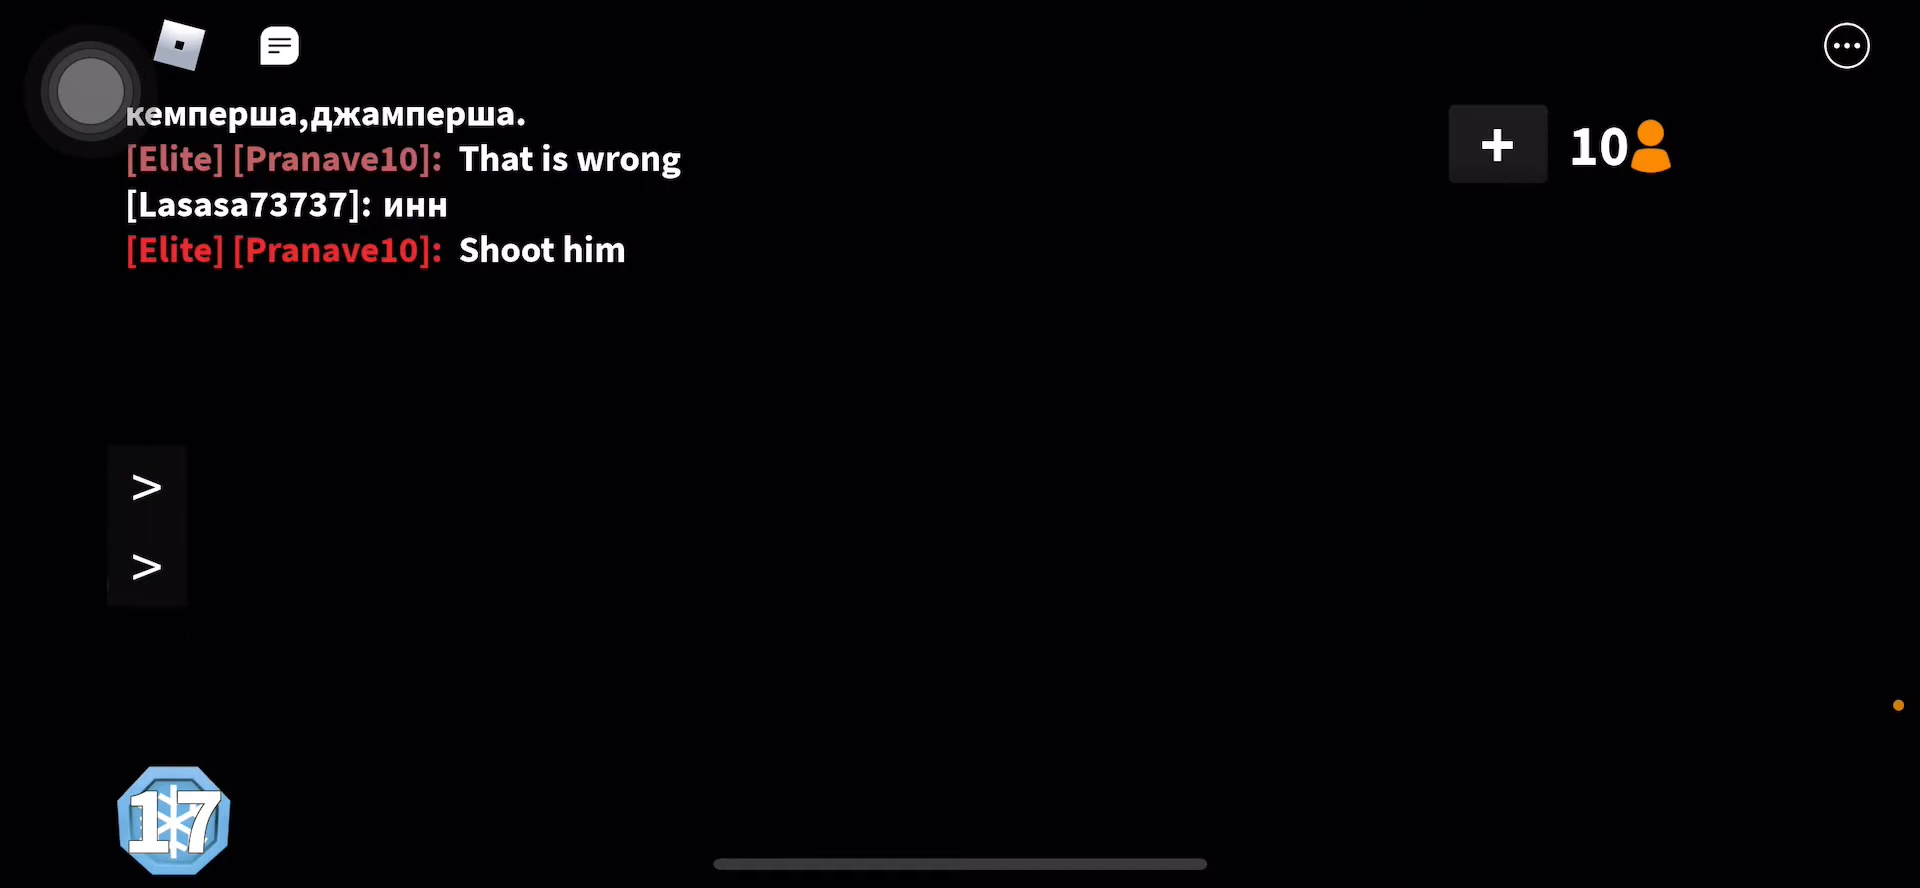 кемперша,джамперша.
[Elite] [Pranave10]: That is wrong
[Lasasa73737]: инн
[Elite] [Pranave10]: Shoot him
+ 10
>
>
17